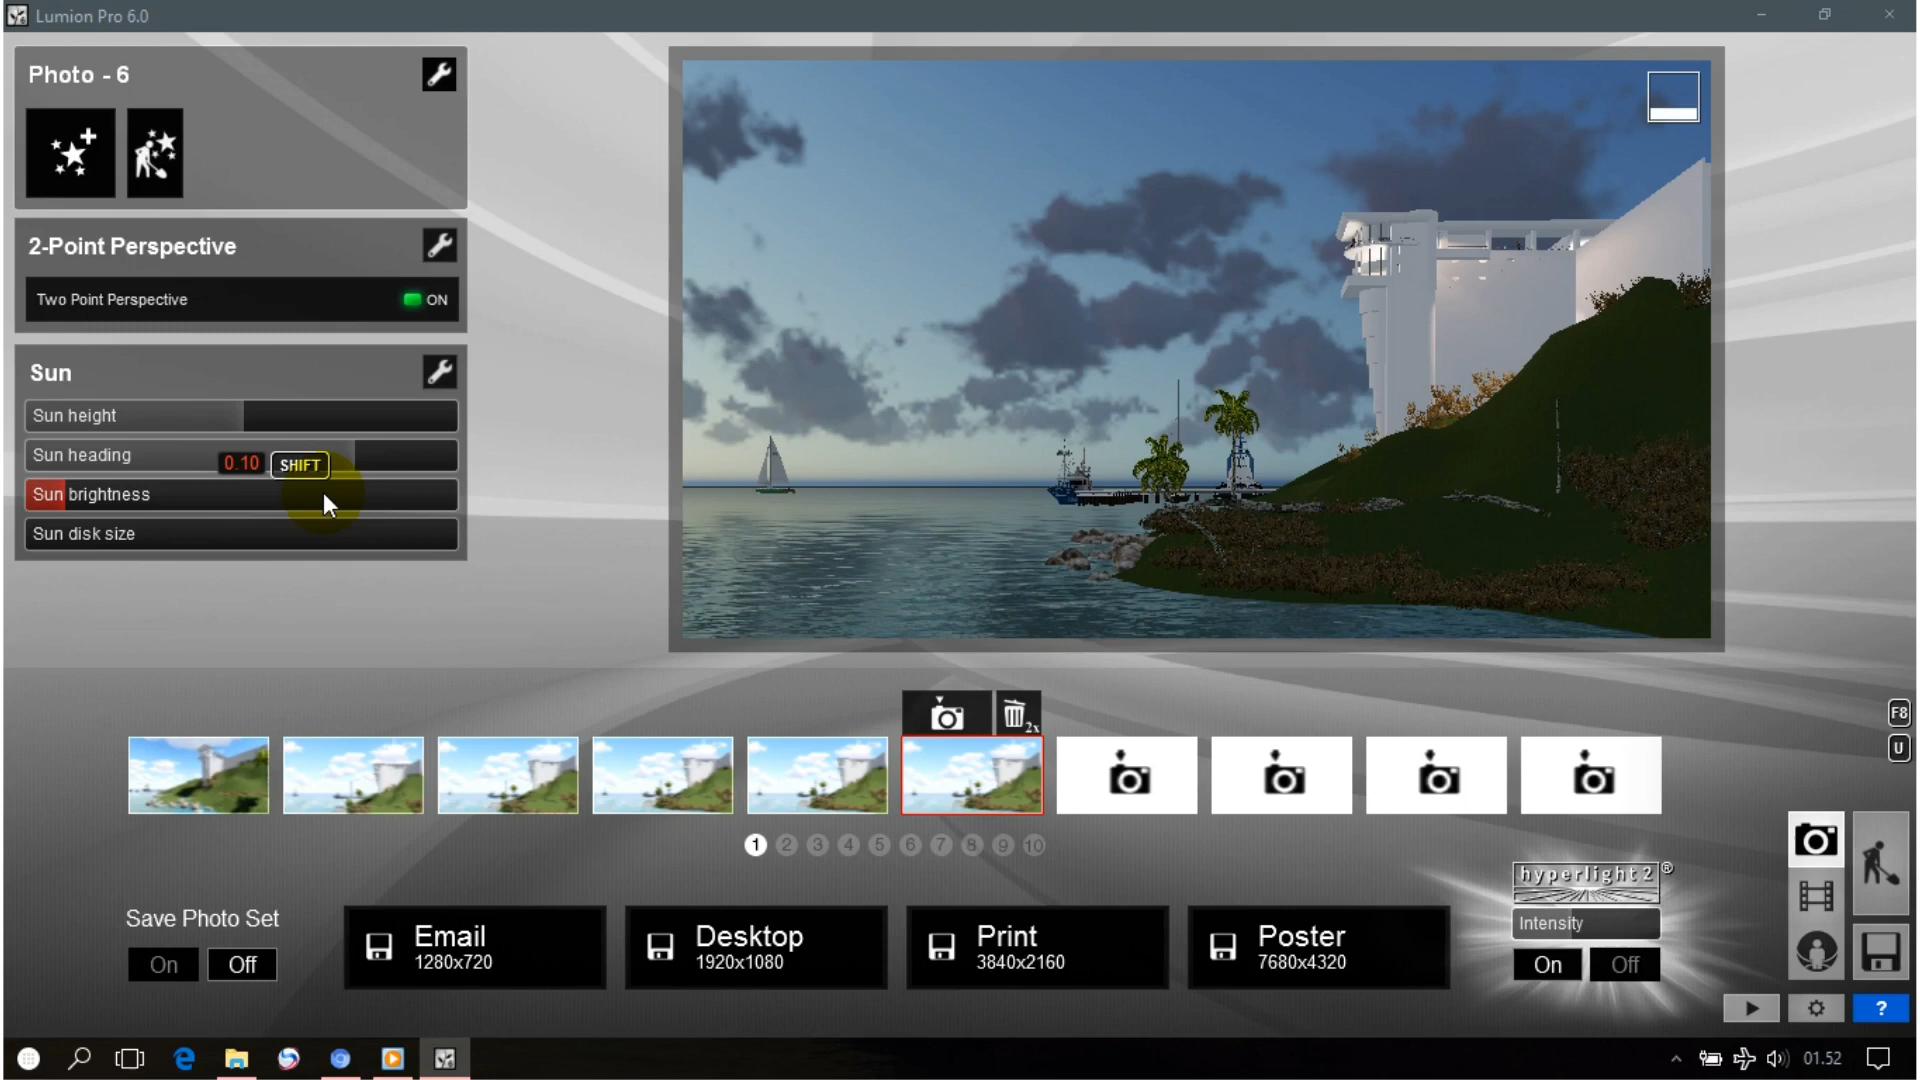 Lumion Pro 6.0
Photo - 6
2-Point Perspective
Two Point Perspective
ON
Sun
Sun height
Sun heading
0.10
SHIFT
Sun brightness
Sun disk size
2x
F8
U
1 2 3 4 5 6 7 8 9 10
Save Photo Set
On
Off
Email
1280x720
Desktop
1920x1080
Print
3840x2160
Poster
7680x4320
hyperlight2®
Intensity
On
Off
?
01.52